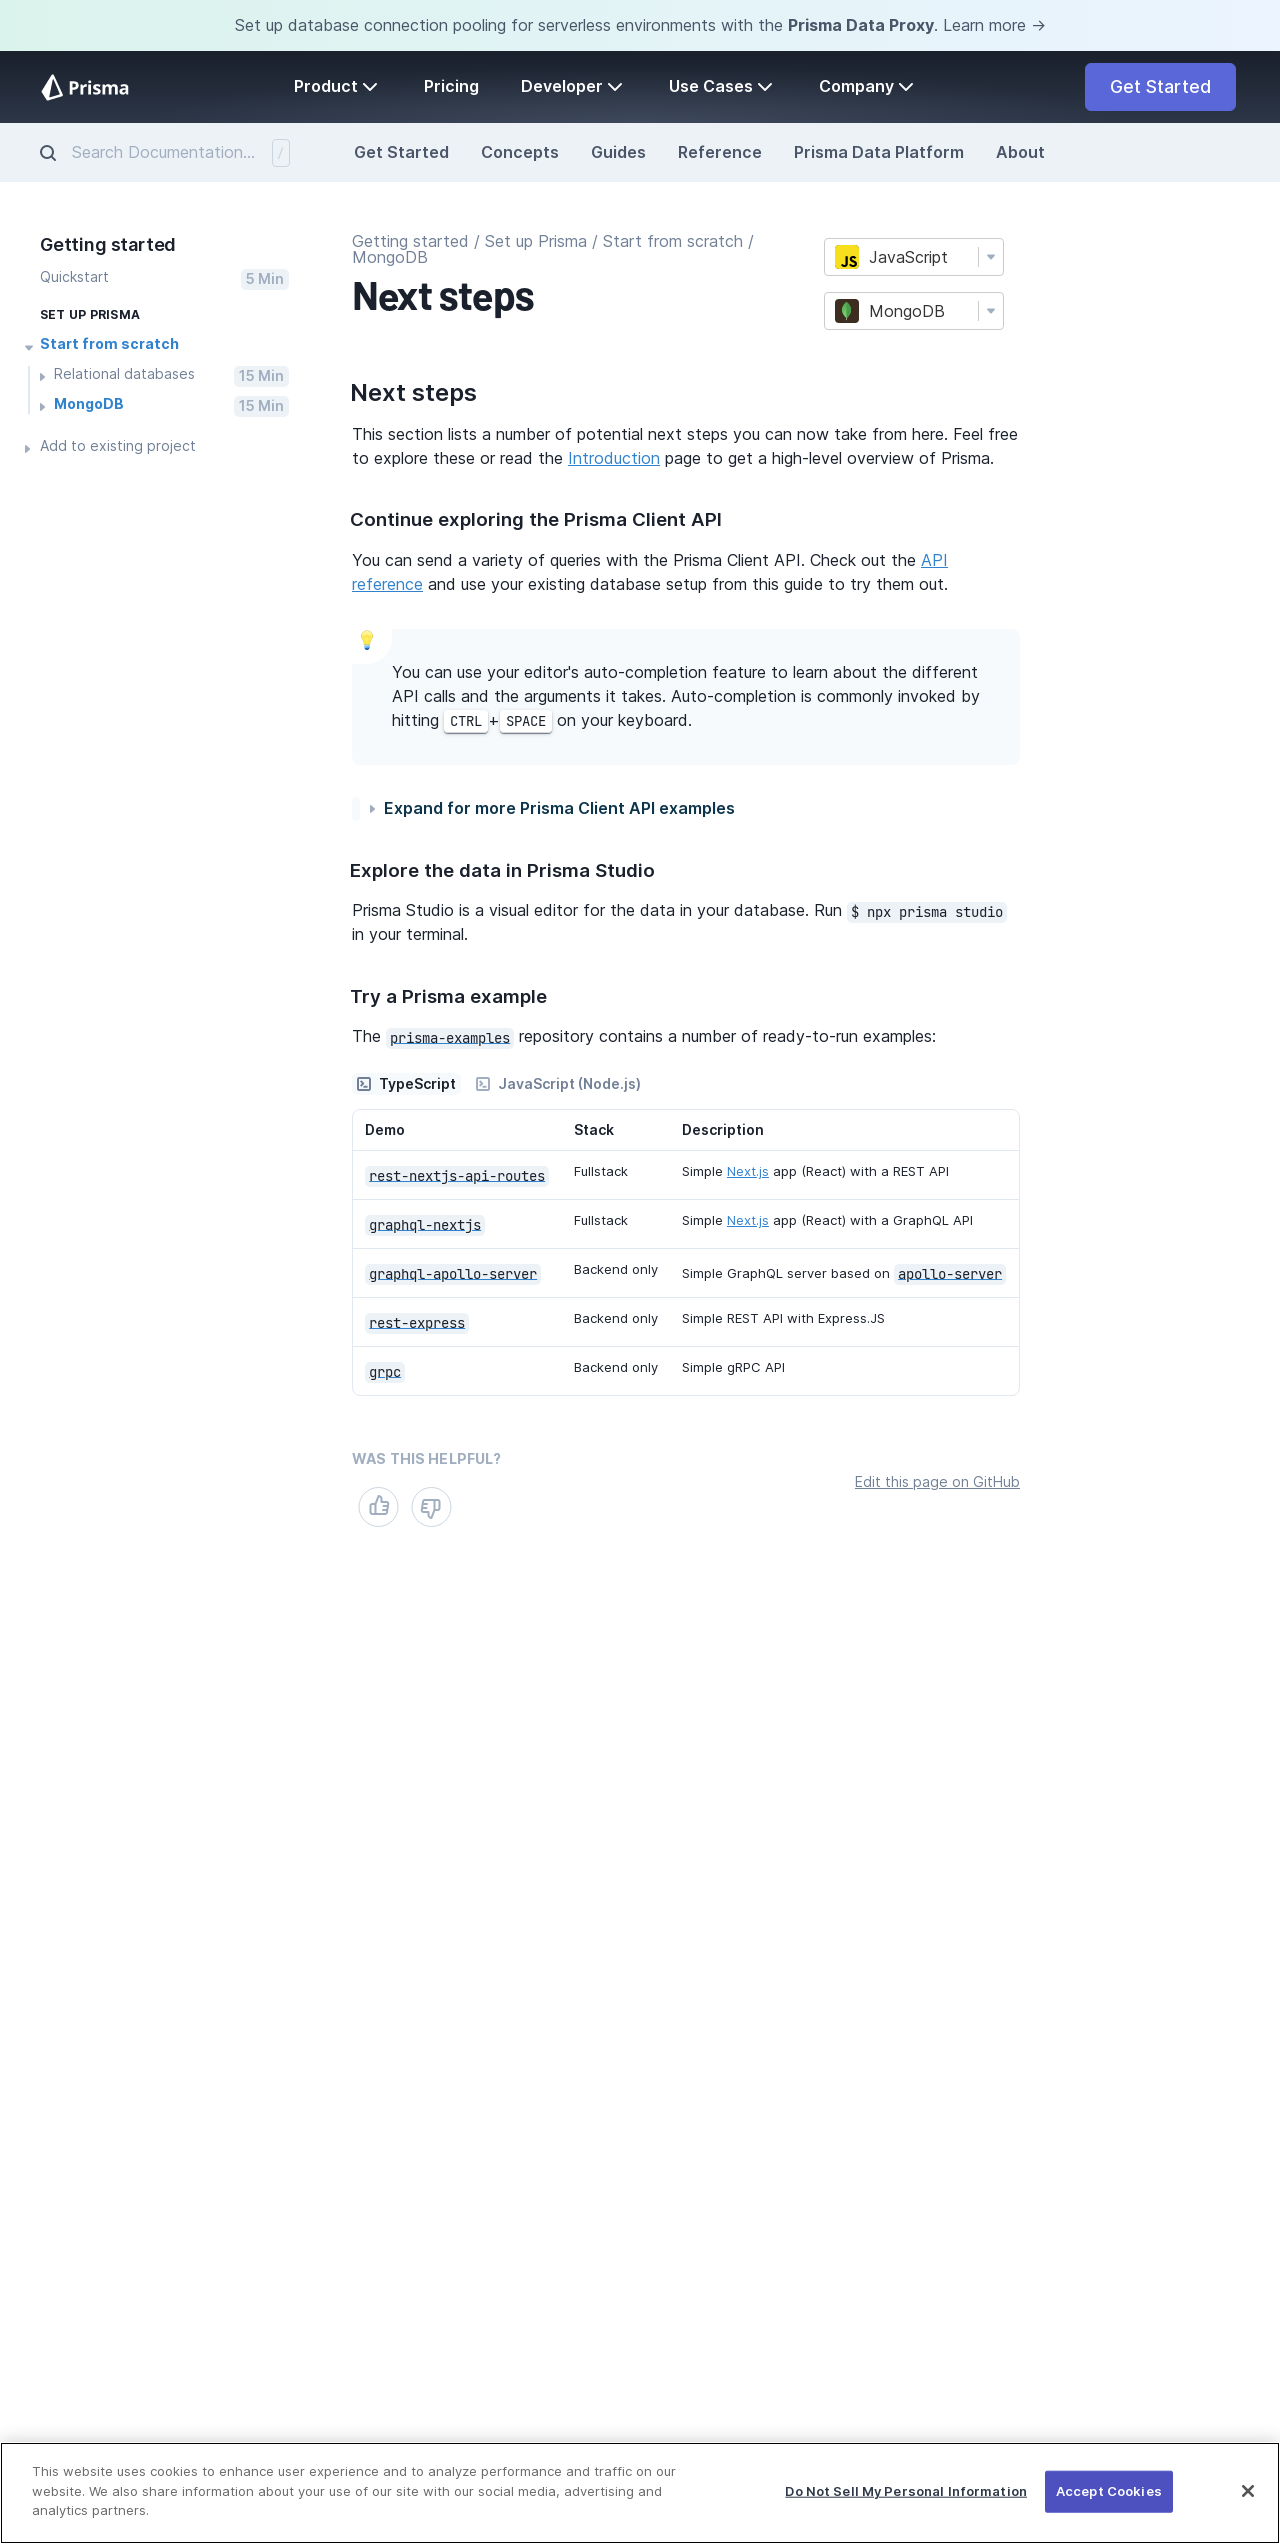 Set up database connection pooling for serverless environments with the Prisma Data Proxy. Learn more →
Prisma
Product
Pricing
Developer
Use Cases
Company
Get Started
Search Documentation...
/
Get Started
Concepts
Guides
Reference
Prisma Data Platform
About
Getting started
Quickstart
5 Min
SET UP PRISMA
Start from scratch
Relational databases
15 Min
MongoDB
15 Min
Add to existing project
Getting started / Set up Prisma / Start from scratch /
MongoDB
Next steps
JS JavaScript
MongoDB
Next steps
This section lists a number of potential next steps you can now take from here. Feel free
to explore these or read the Introduction page to get a high-level overview of Prisma.
Continue exploring the Prisma Client API
You can send a variety of queries with the Prisma Client API. Check out the API
reference and use your existing database setup from this guide to try them out.
You can use your editor's auto-completion feature to learn about the different
API calls and the arguments it takes. Auto-completion is commonly invoked by
hitting CTRL+SPACE on your keyboard.
Expand for more Prisma Client API examples
Explore the data in Prisma Studio
Prisma Studio is a visual editor for the data in your database. Run $ npx prisma studio
in your terminal.
Try a Prisma example
The prisma-examples repository contains a number of ready-to-run examples:
TypeScript
JavaScript (Node.js)
Demo Stack Description
rest-nextjs-api-routes Fullstack Simple Next.js app (React) with a REST API
graphql-nextjs Fullstack Simple Next.js app (React) with a GraphQL API
graphql-apollo-server Backend only Simple GraphQL server based on apollo-server
rest-express Backend only Simple REST API with Express.JS
grpc Backend only Simple gRPC API
WAS THIS HELPFUL?
Edit this page on GitHub
This website uses cookies to enhance user experience and to analyze performance and traffic on our
website. We also share information about your use of our site with our social media, advertising and
analytics partners.
Do Not Sell My Personal Information
Accept Cookies